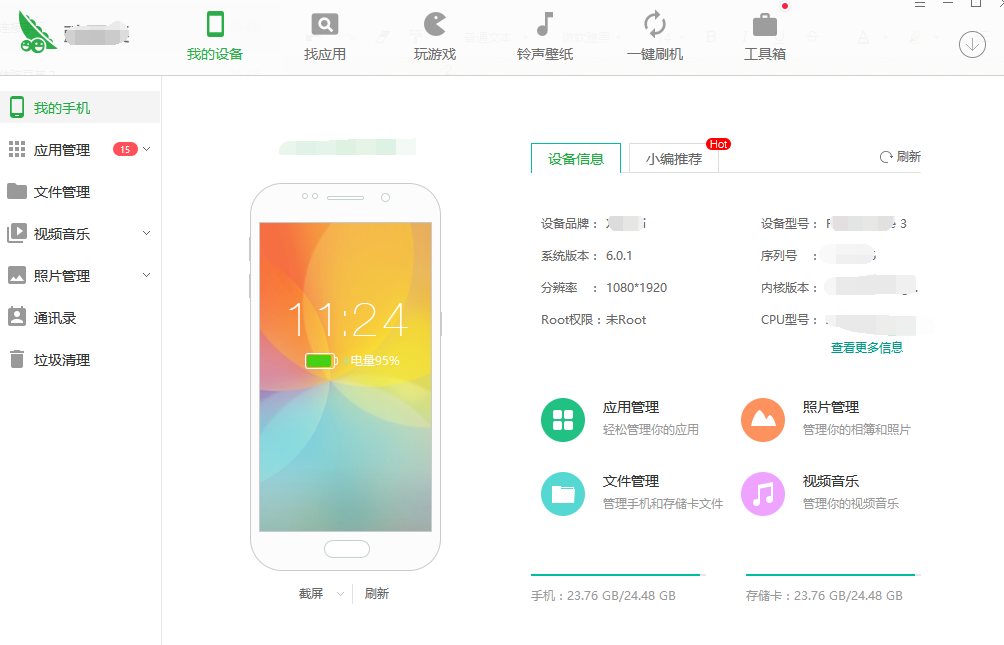 我的设备
找应用
玩游戏
铃声壁纸
一键刷机
工具箱
我的手机
应用管理 15
文件管理
视频音乐
照片管理
通讯录
垃圾清理
11:24
电量95%
截屏
刷新
设备信息
小编推荐
Hot
刷新
设备品牌：
设备型号： 3
系统版本： 6.0.1
序列号 ：
分辨率 ： 1080*1920
内核版本：
Root权限：未Root
CPU型号：
查看更多信息
应用管理
轻松管理你的应用
照片管理
管理你的相簿和照片
文件管理
管理手机和存储卡文件
视频音乐
管理你的视频音乐
手机：23.76 GB/24.48 GB
存储卡：23.76 GB/24.48 GB